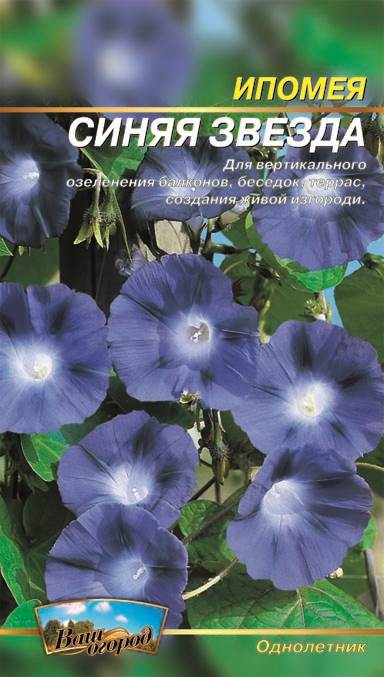 ИПОМЕЯ
СИНЯЯ ЗВЕЗДА
Для вертикального
озеленения балконов, беседок, террас,
создания живой изгороди.
Ваш
огород
Однолетник